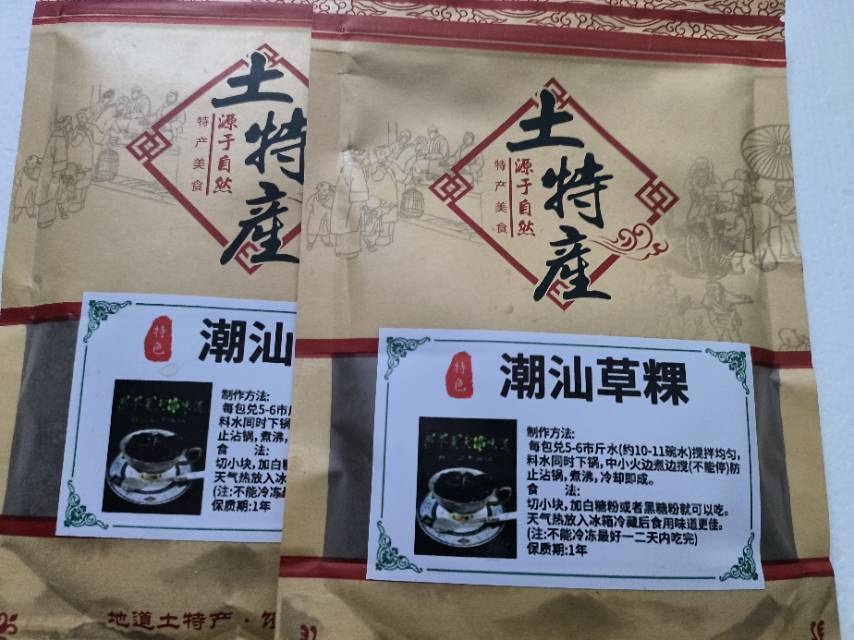 土特產
源于自然
特产美食
特色
潮汕
制作方法:
每包兑5-6市
料水同时下锅
止沾锅,煮沸,
食 法:
切小块,加白糖
天气热放入冰
(注:不能冷冻
保质期:1年
地道土特产·
土特產
源于自然
特产美食
特色
潮汕草粿
制作方法:
每包兑5-6市斤水(约10-11碗水)搅拌均匀,
料水同时下锅,中小火边煮边搅(不能停)防
止沾锅,煮沸,冷却即成。
食 法:
切小块,加白糖粉或者黑糖粉就可以吃。
天气热放入冰箱冷藏后食用味道更佳。
(注:不能冷冻最好一二天内吃完)
保质期:1年